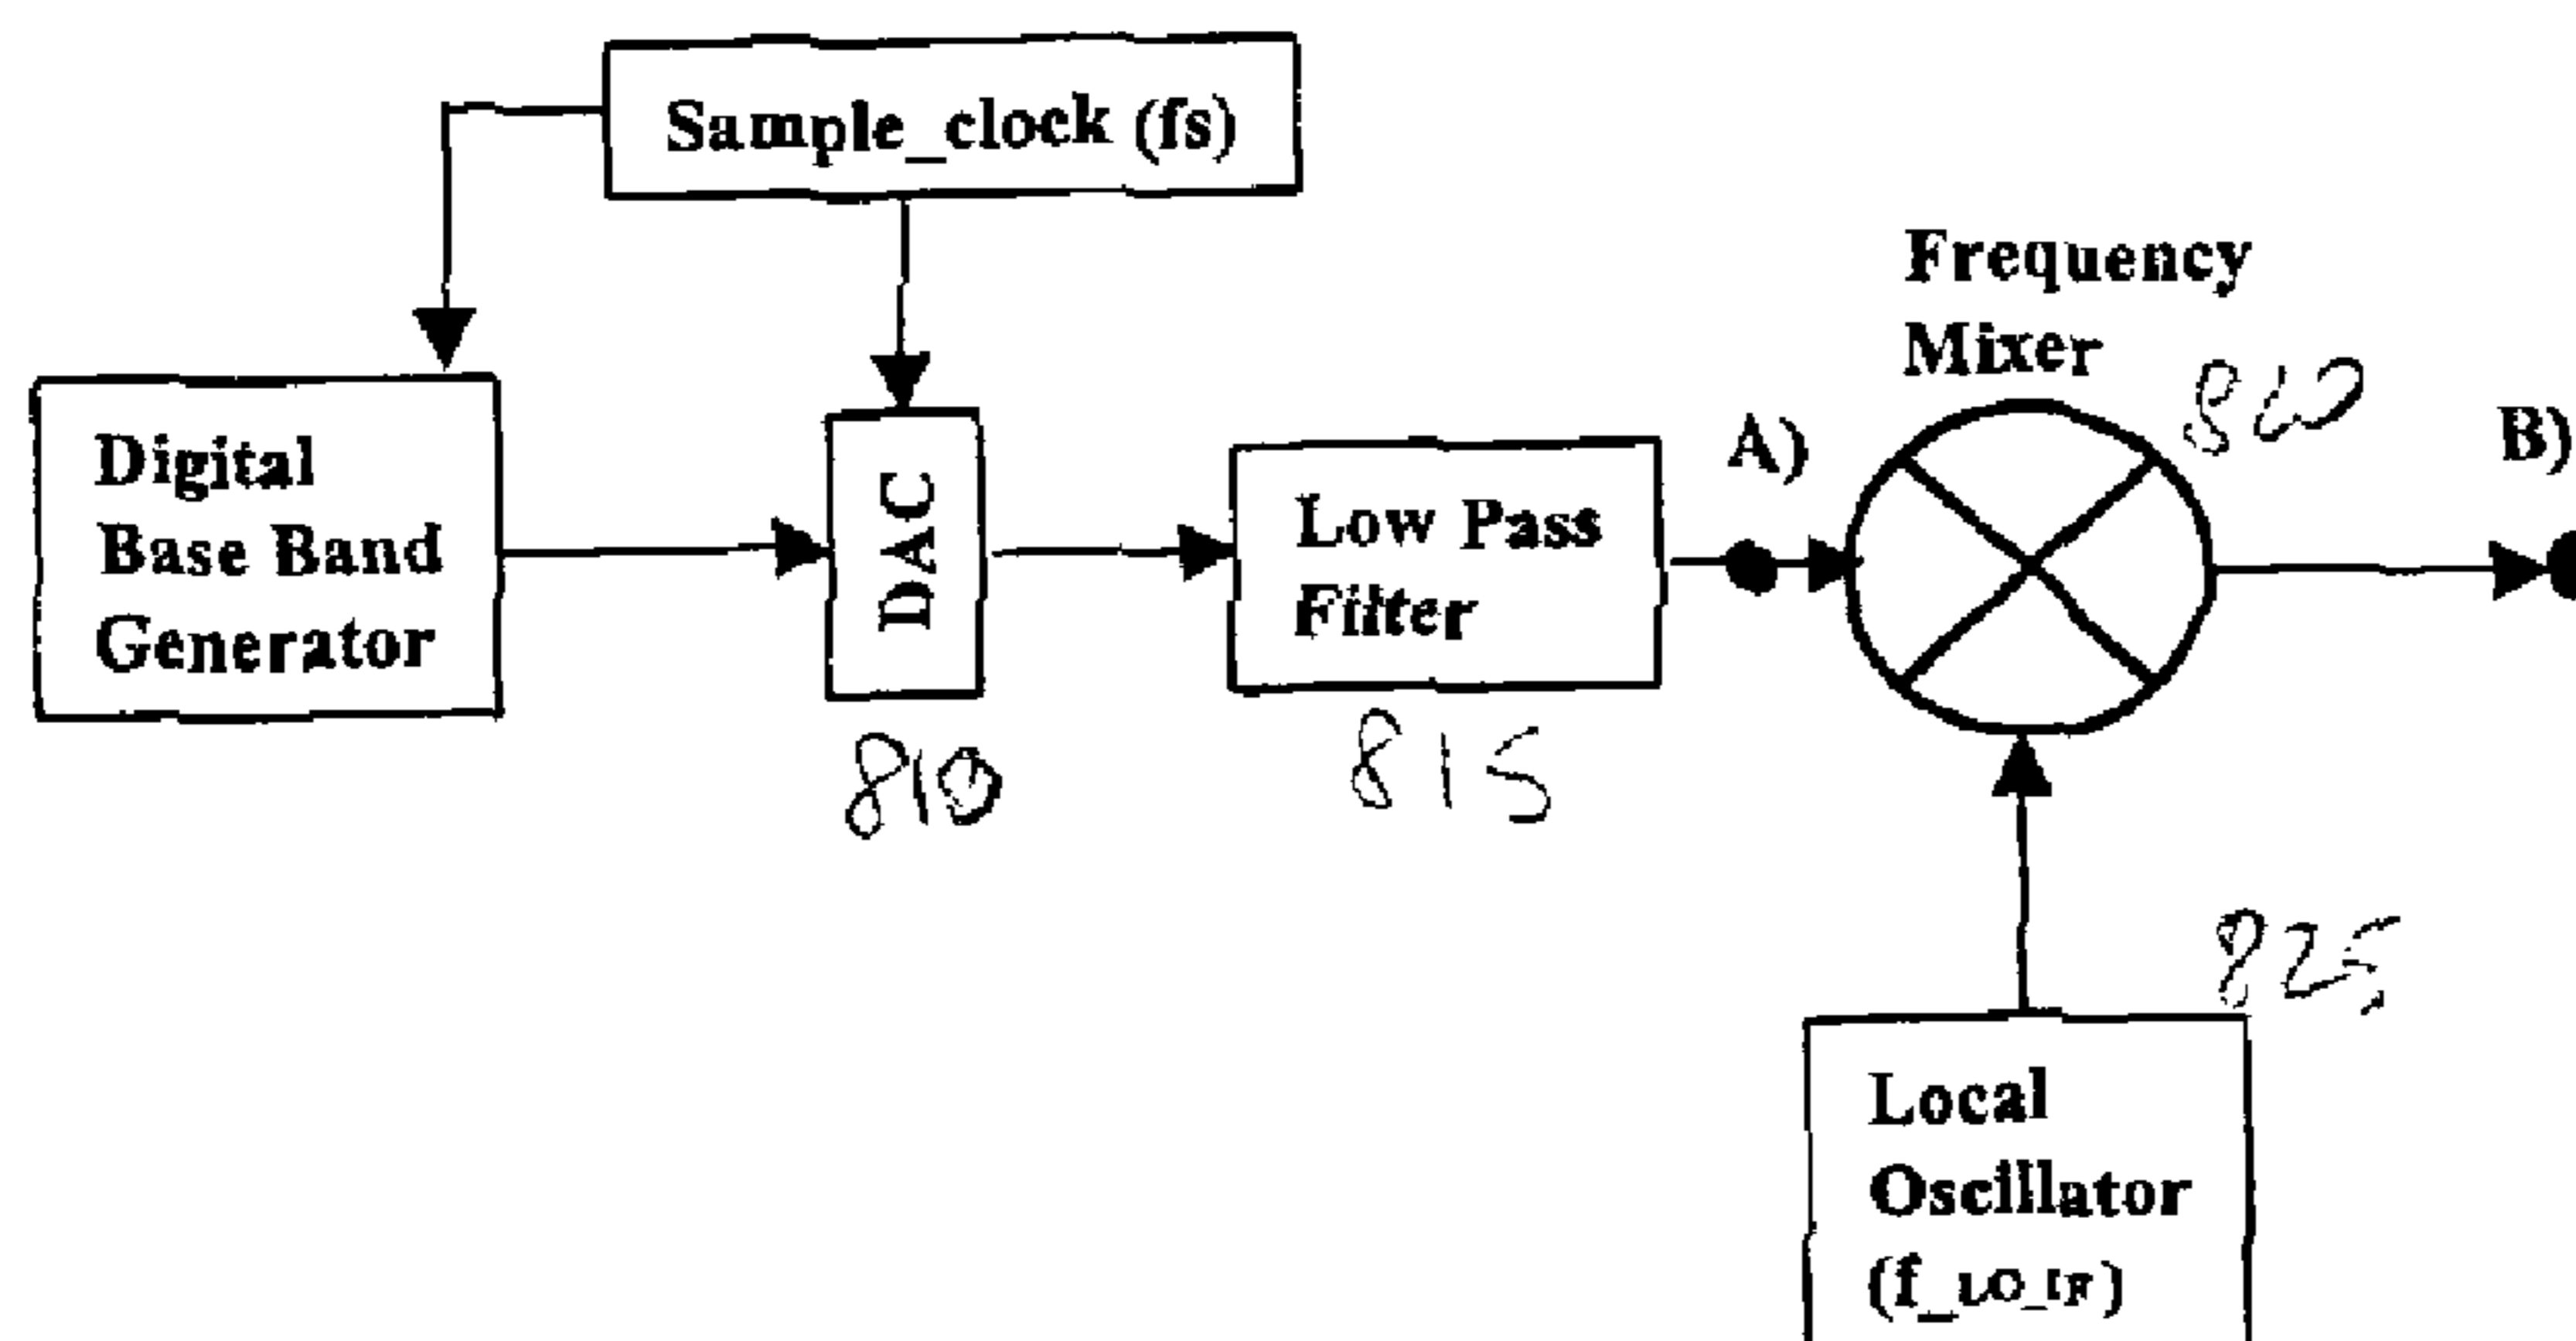 Sample_clock (fs)
Frequency
Mixer
820
A)
B)
Digital
Base Band
Generator
DAC
Low Pass
Filter
810
815
825
Local
Oscillator
(f_LO_IF)